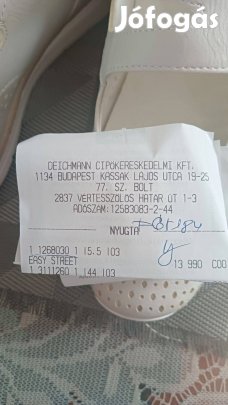 Jófogás
DEICHMANN CIPŐKERESKEDELMI KFT.
1134 BUDAPEST KASSÁK LAJOS UTCA 19-25
77. SZ. BOLT
2837 VÉRTESSZŐLŐS HATÁR ÚT 1-3
ADÓSZÁM:12583083-2-44
NYUGTA
1 1268030 1 15.5 103
EASY STREET 13 990 C00
1 3111260 1 144 103